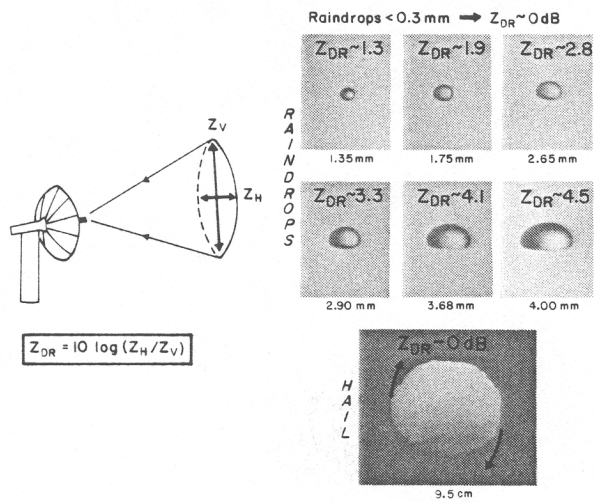 Raindrops < 0.3 mm → Z_DR ~ 0 dB
Z_DR~1.3
Z_DR~1.9
Z_DR~2.8
1.35 mm
1.75 mm
2.65 mm
RAINDROPS
Z_DR~3.3
Z_DR~4.1
Z_DR~4.5
2.90 mm
3.68 mm
4.00 mm
Z_V
Z_H
Z_DR = 10 log (Z_H/Z_V)
HAIL
Z_DR~0 dB
9.5 cm